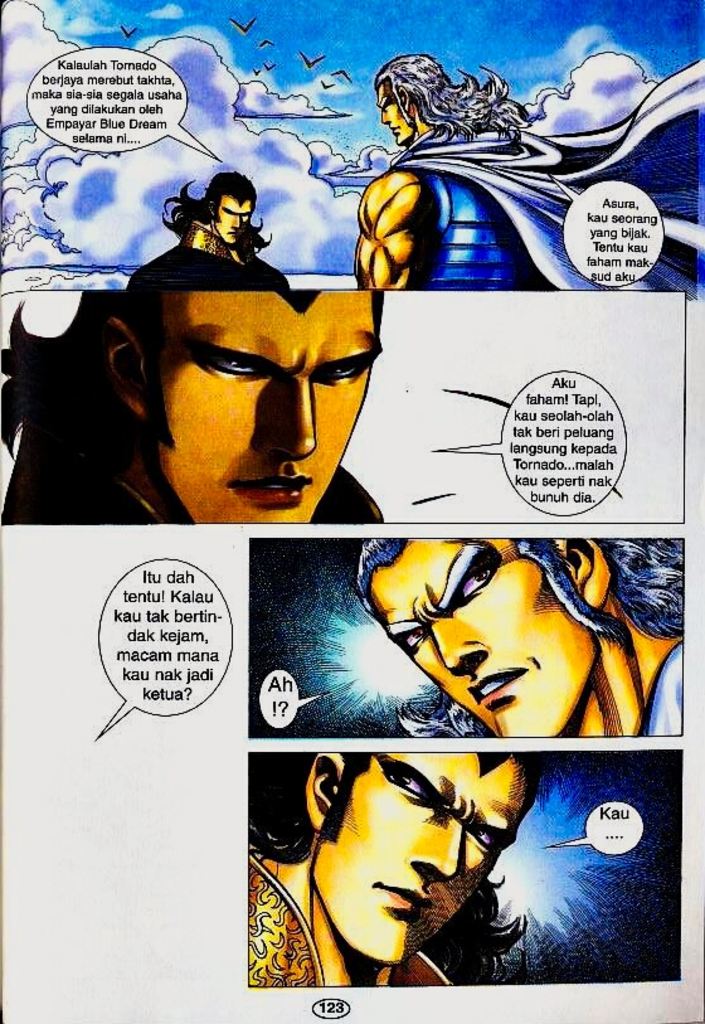 Kalaulah Tornado
berjaya merebut takhta,
maka sia-sia segala usaha
yang dilakukan oleh
Empayar Blue Dream
selama ni....
Asura,
kau seorang
yang bijak.
Tentu kau
faham mak-
sud aku...
Aku
faham! Tapi,
kau seolah-olah
tak beri peluang
langsung kepada
Tornado...malah
kau seperti nak
bunuh dia.
Itu dah
tentu! Kalau
kau tak bertin-
dak kejam,
macam mana
kau nak jadi
ketua?
Ah
!?
Kau
....
123